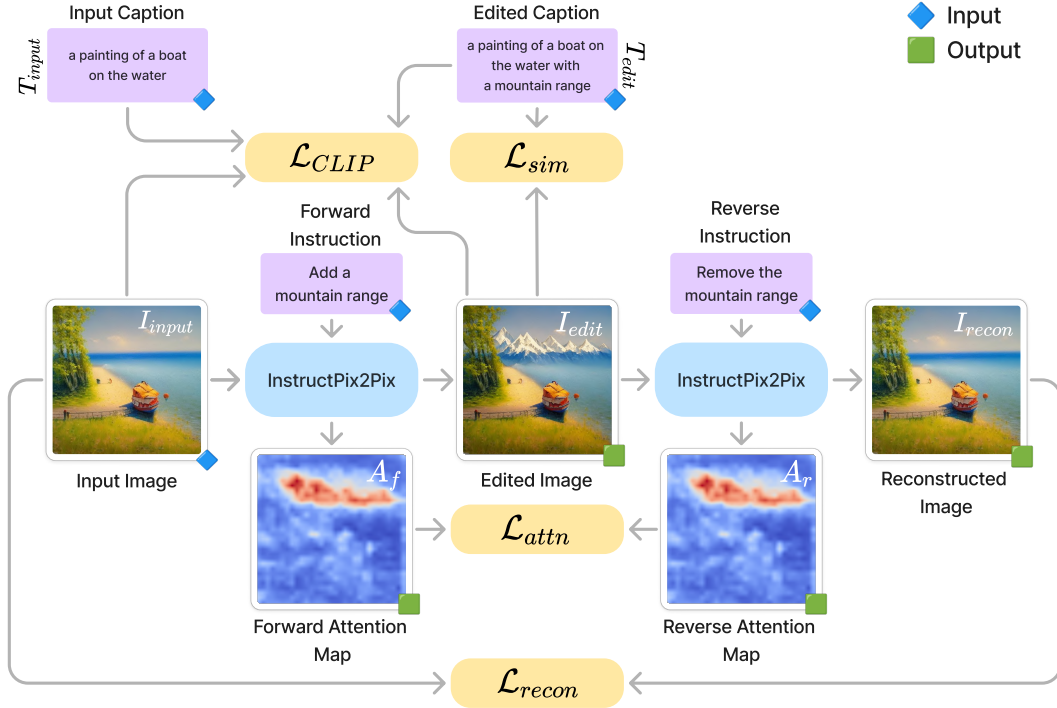 Input Caption
Edited Caption
Input
Output
T_input
a painting of a boat
on the water
a painting of a boat on
the water with
a mountain range
T_edit
ℒ_CLIP
ℒ_sim
Forward
Instruction
Add a
mountain range
Reverse
Instruction
Remove the
mountain range
I_input
InstructPix2Pix
I_edit
InstructPix2Pix
I_recon
Input Image
Edited Image
Reconstructed
Image
A_f
ℒ_attn
A_r
Forward Attention
Map
Reverse Attention
Map
ℒ_recon